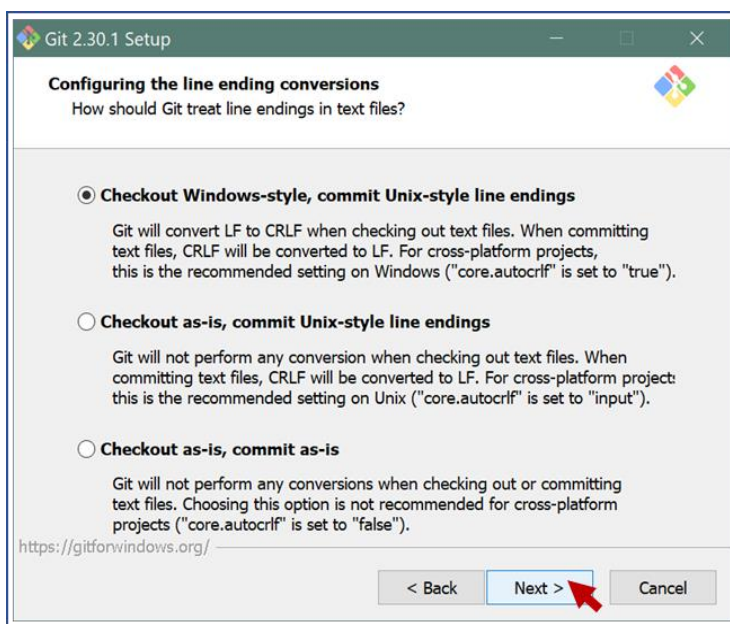 Git 2.30.1 Setup
Configuring the line ending conversions
How should Git treat line endings in text files?
Checkout Windows-style, commit Unix-style line endings
Git will convert LF to CRLF when checking out text files. When committing
text files, CRLF will be converted to LF. For cross-platform projects,
this is the recommended setting on Windows ("core.autocrlf" is set to "true").
Checkout as-is, commit Unix-style line endings
Git will not perform any conversion when checking out text files. When
committing text files, CRLF will be converted to LF. For cross-platform projects
this is the recommended setting on Unix ("core.autocrlf" is set to "input").
Checkout as-is, commit as-is
Git will not perform any conversions when checking out or committing
text files. Choosing this option is not recommended for cross-platform
projects ("core.autocrlf" is set to "false").
https://gitforwindows.org/
< Back Next > Cancel